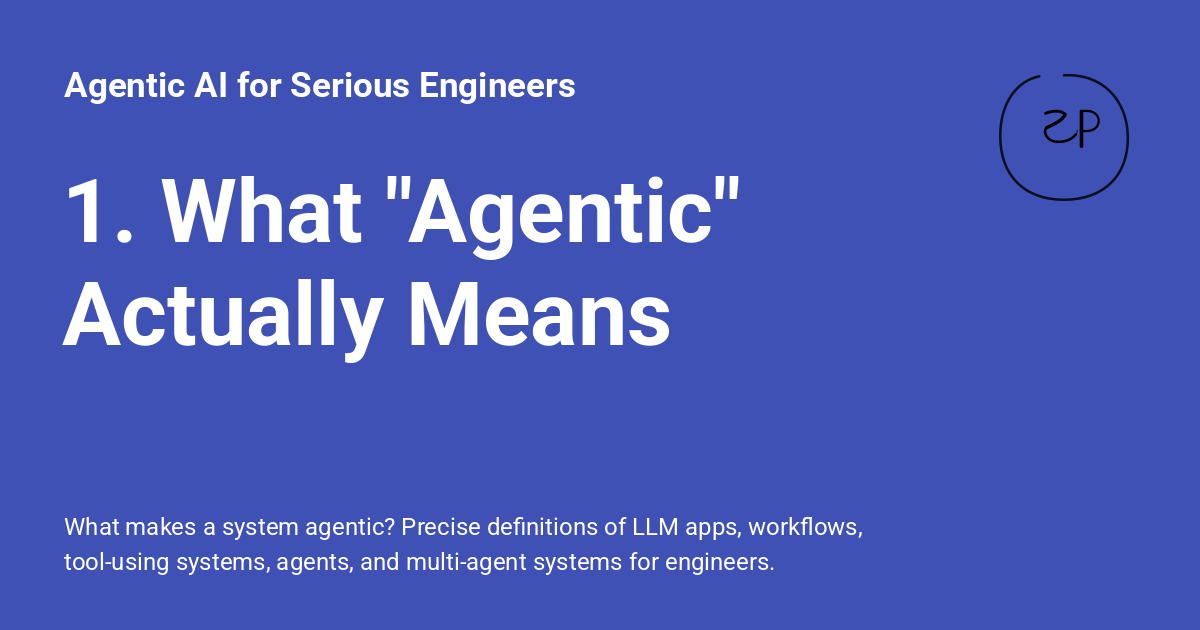 Agentic AI for Serious Engineers
1. What "Agentic"
Actually Means
What makes a system agentic? Precise definitions of LLM apps, workflows,
tool-using systems, agents, and multi-agent systems for engineers.